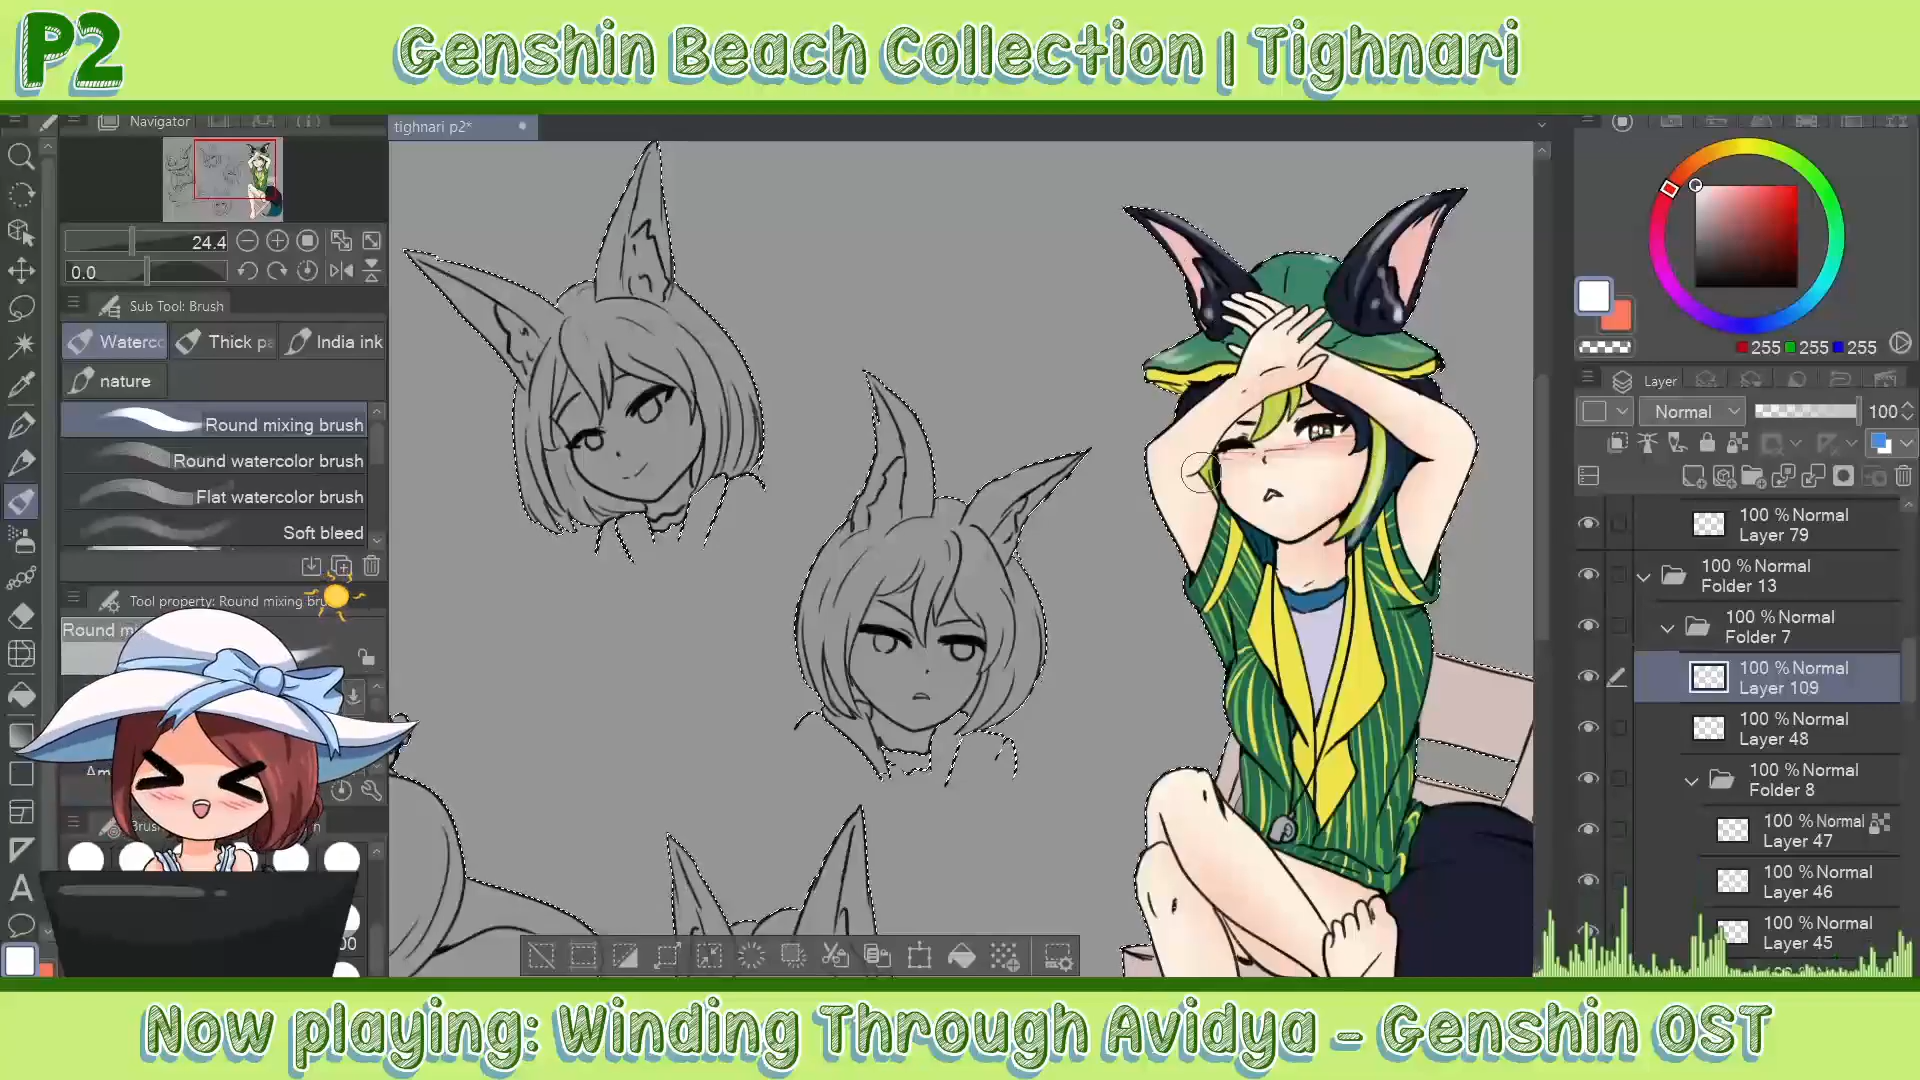 P2
Genshin Beach Collection | Tighnari
Navigator
24.4
0.0
Sub Tool: Brush
Waterc
Thick pa
India ink
nature
Round mixing brush
Round watercolor brush
Flat watercolor brush
Soft bleed
Tool property: Round mixing bru
Round mi
Am
Brus
00
tighnari p2*
255 255 255
Layer
Normal
100
100 % Normal
Layer 79
100 % Normal
Folder 13
100 % Normal
Folder 7
100 % Normal
Layer 109
100 % Normal
Layer 48
100 % Normal
Folder 8
100 % Normal
Layer 47
100 % Normal
Layer 46
100 % Normal
Layer 45
Now playing: Winding Through Avidya - Genshin OST